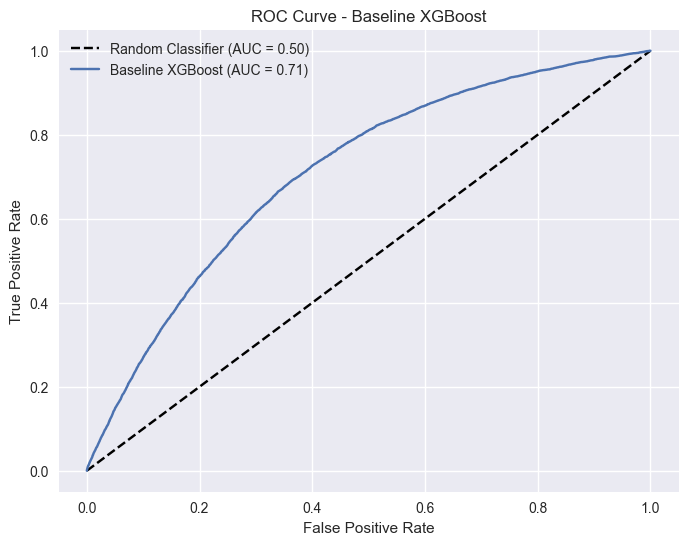 ROC Curve - Baseline XGBoost
Random Classifier (AUC = 0.50)
Baseline XGBoost (AUC = 0.71)
1.0
0.8
0.6
0.4
0.2
0.0
True Positive Rate
0.0 0.2 0.4 0.6 0.8 1.0
False Positive Rate